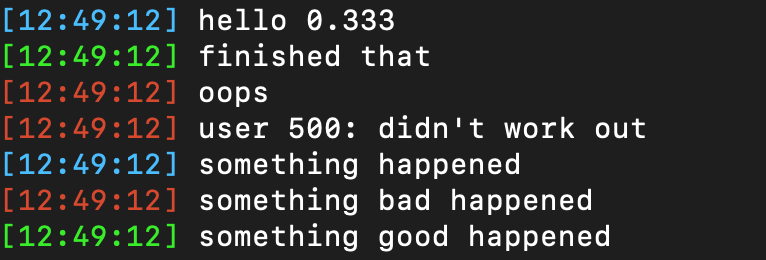 [12:49:12] hello 0.333
[12:49:12] finished that
[12:49:12] oops
[12:49:12] user 500: didn't work out
[12:49:12] something happened
[12:49:12] something bad happened
[12:49:12] something good happened